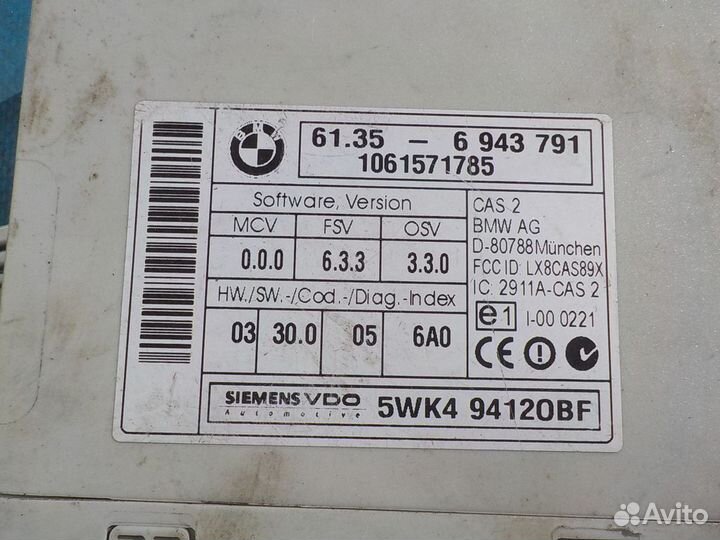 BMW
61.35 - 6 943 791
1061571785
Software, Version
MCV FSV OSV
0.0.0 6.3.3 3.3.0
HW./SW.-/Cod.-/Diag.-Index
03 30.0 05 6A0
CAS 2
BMW AG
D-80788München
FCC ID: LX8CAS89X
IC: 2911A-CAS 2
e1 I-00 0221
CE
SIEMENS VDO
Automotive
5WK4 94120BF
Avito